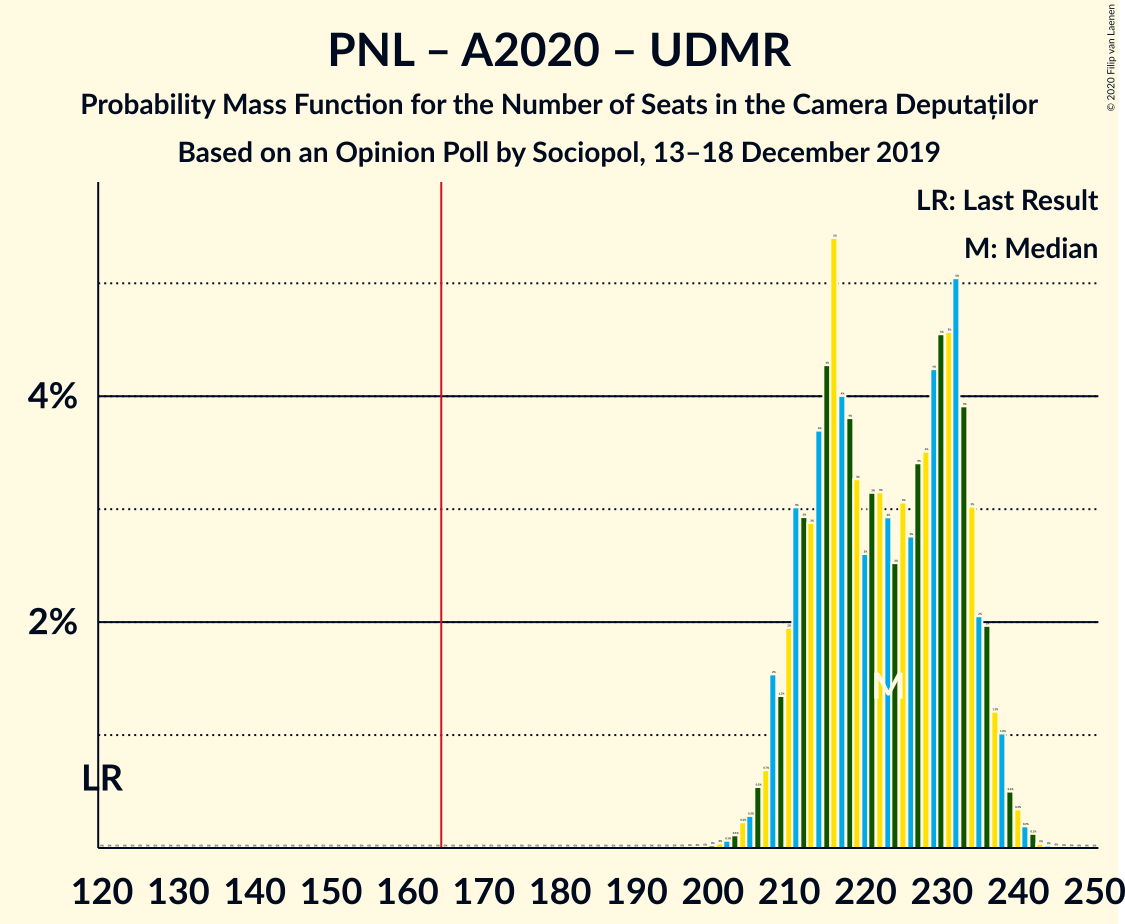 PNL – A2020 – UDMR
Probability Mass Function for the Number of Seats in the Camera Deputaților
Based on an Opinion Poll by Sociopol, 13–18 December 2019
© 2020 Filip van Laenen
LR: Last Result
M: Median
4%
2%
M
LR
120 130 140 150 160 170 180 190 200 210 220 230 240 250